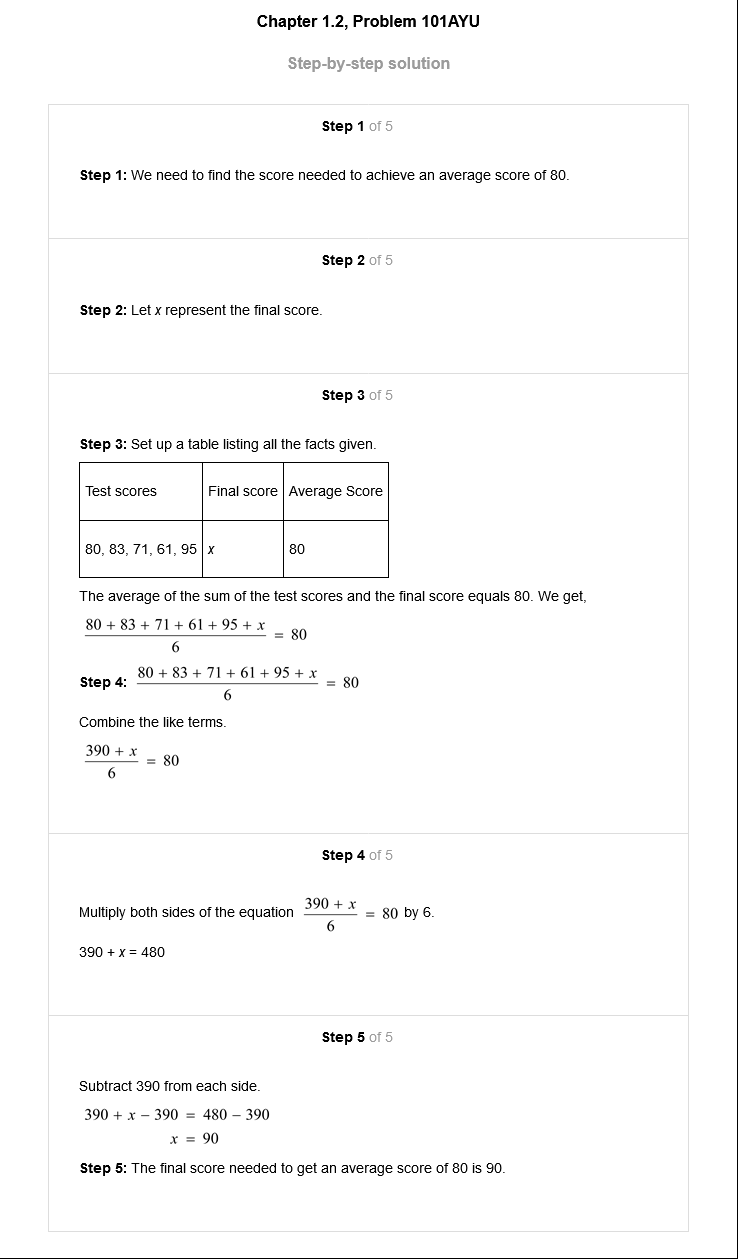 Chapter 1.2, Problem 101AYU
Step-by-step solution
Step 1 of 5
Step 1: We need to find the score needed to achieve an average score of 80.
Step 2 of 5
Step 2: Let x represent the final score.
Step 3 of 5
Step 3: Set up a table listing all the facts given.
Test scores Final score Average Score
80, 83, 71, 61, 95 x 80
The average of the sum of the test scores and the final score equals 80. We get,
80 + 83 + 71 + 61 + 95 + x
= 80
6
Step 4: 80 + 83 + 71 + 61 + 95 + x
= 80
6
Combine the like terms.
390 + x
= 80
6
Step 4 of 5
Multiply both sides of the equation 390 + x / 6 = 80 by 6.
390 + x = 480
Step 5 of 5
Subtract 390 from each side.
390 + x − 390 = 480 − 390
x = 90
Step 5: The final score needed to get an average score of 80 is 90.